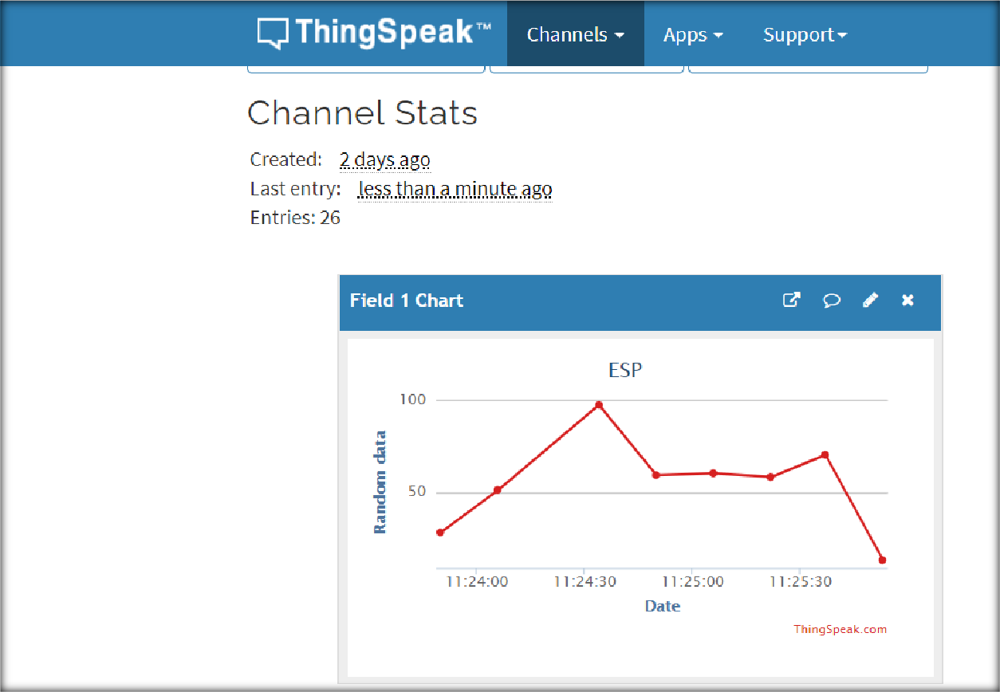 ThingSpeak™ Channels Apps Support
Channel Stats
Created: 2 days ago
Last entry: less than a minute ago
Entries: 26
Field 1 Chart
ESP
100
50
Random data
11:24:00 11:24:30 11:25:00 11:25:30
Date
ThingSpeak.com